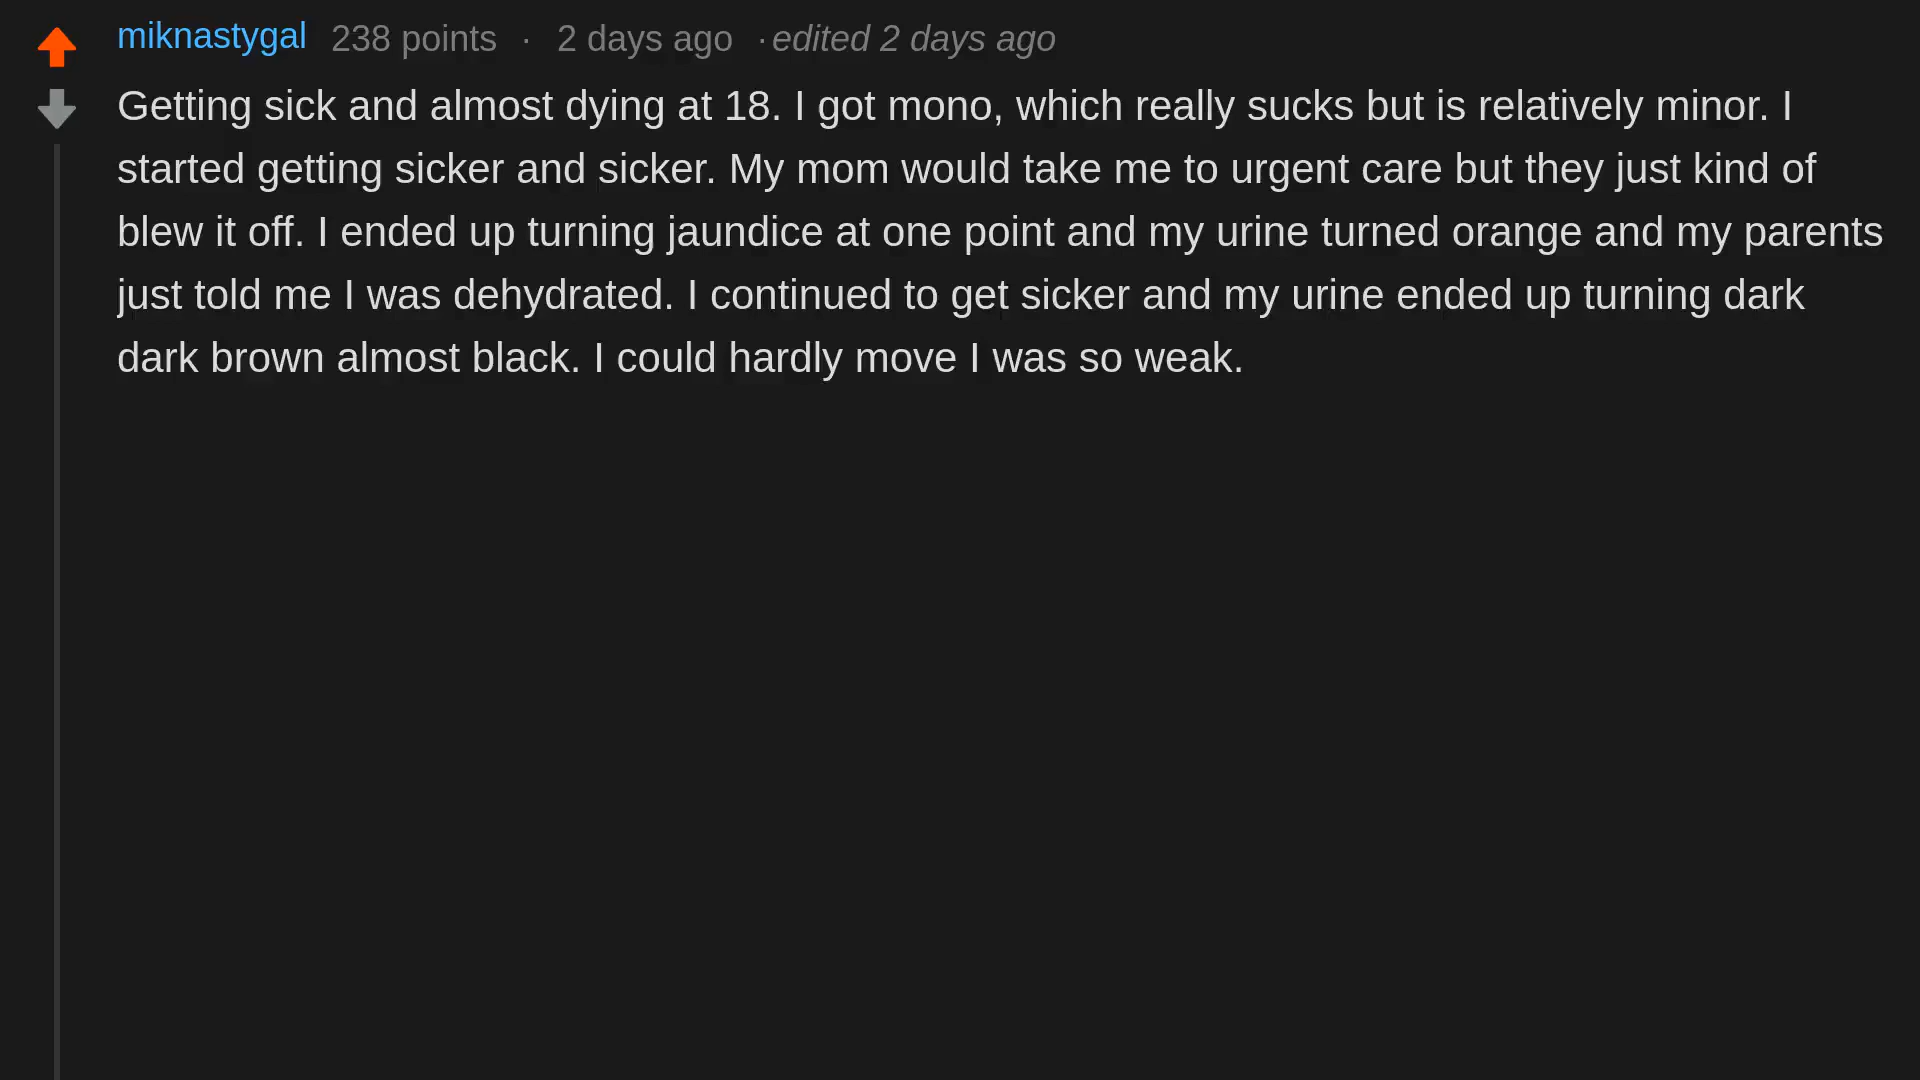 miknastygal 238 points · 2 days ago · edited 2 days ago
Getting sick and almost dying at 18. I got mono, which really sucks but is relatively minor. I
started getting sicker and sicker. My mom would take me to urgent care but they just kind of
blew it off. I ended up turning jaundice at one point and my urine turned orange and my parents
just told me I was dehydrated. I continued to get sicker and my urine ended up turning dark
dark brown almost black. I could hardly move I was so weak.